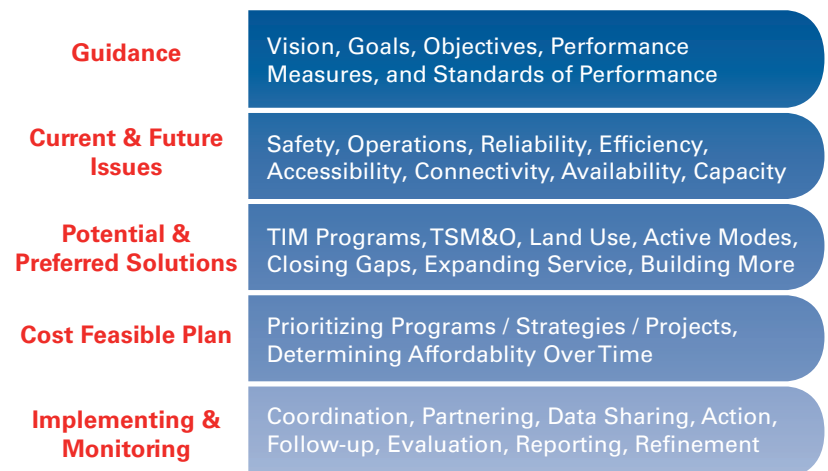 Guidance
Vision, Goals, Objectives, Performance
Measures, and Standards of Performance
Current & Future
Issues
Safety, Operations, Reliability, Efficiency,
Accessibility, Connectivity, Availability, Capacity
Potential &
Preferred Solutions
TIM Programs, TSM&O, Land Use, Active Modes,
Closing Gaps, Expanding Service, Building More
Cost Feasible Plan
Prioritizing Programs / Strategies / Projects,
Determining Affordablity Over Time
Implementing &
Monitoring
Coordination, Partnering, Data Sharing, Action,
Follow-up, Evaluation, Reporting, Refinement